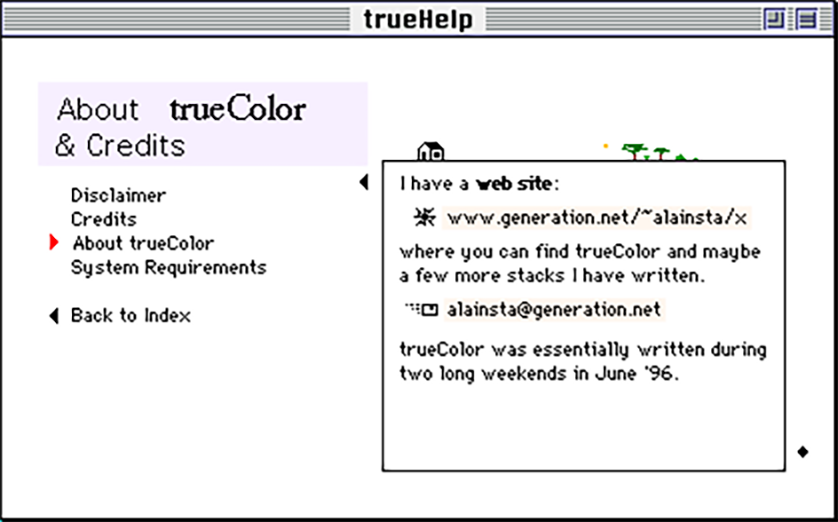 trueHelp
About trueColor
& Credits
Disclaimer
Credits
About trueColor
System Requirements
Back to Index
I have a web site:
www.generation.net/~alainsta/x
where you can find trueColor and maybe
a few more stacks I have written.
alainsta@generation.net
trueColor was essentially written during
two long weekends in June '96.